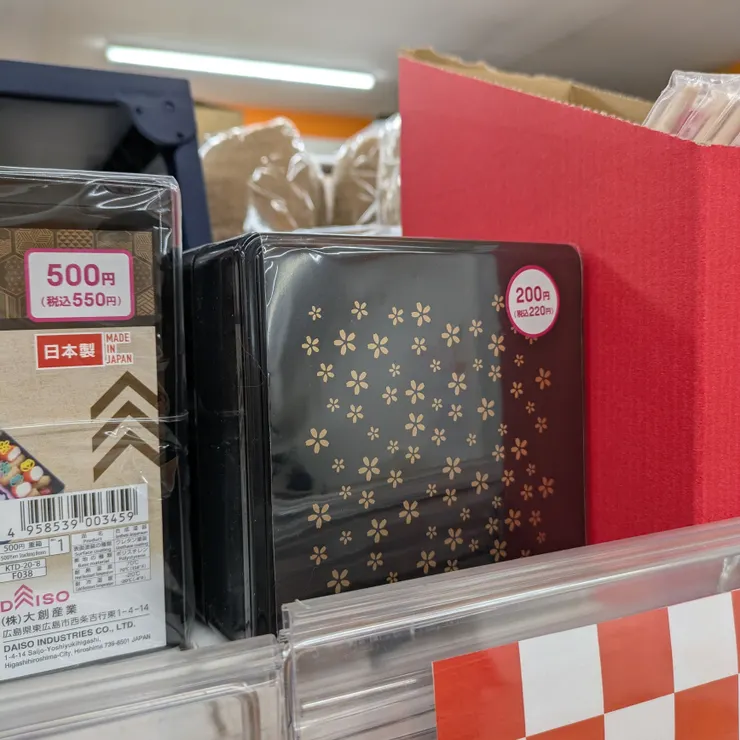 500円
(税込550円)
日本製
MADE
IN
JAPAN
4 958539 003459
500円 重箱 1
KTD-20-8
F038
DAISO
(株)大創産業
広島県東広島市西条吉行東1-4-14
DAISO INDUSTRIES CO., LTD.
1-4-14 Saijo-Yoshiyukihigashi,
Higashihiroshima-City, Hiroshima 739-8501 JAPAN
200円
(税込220円)